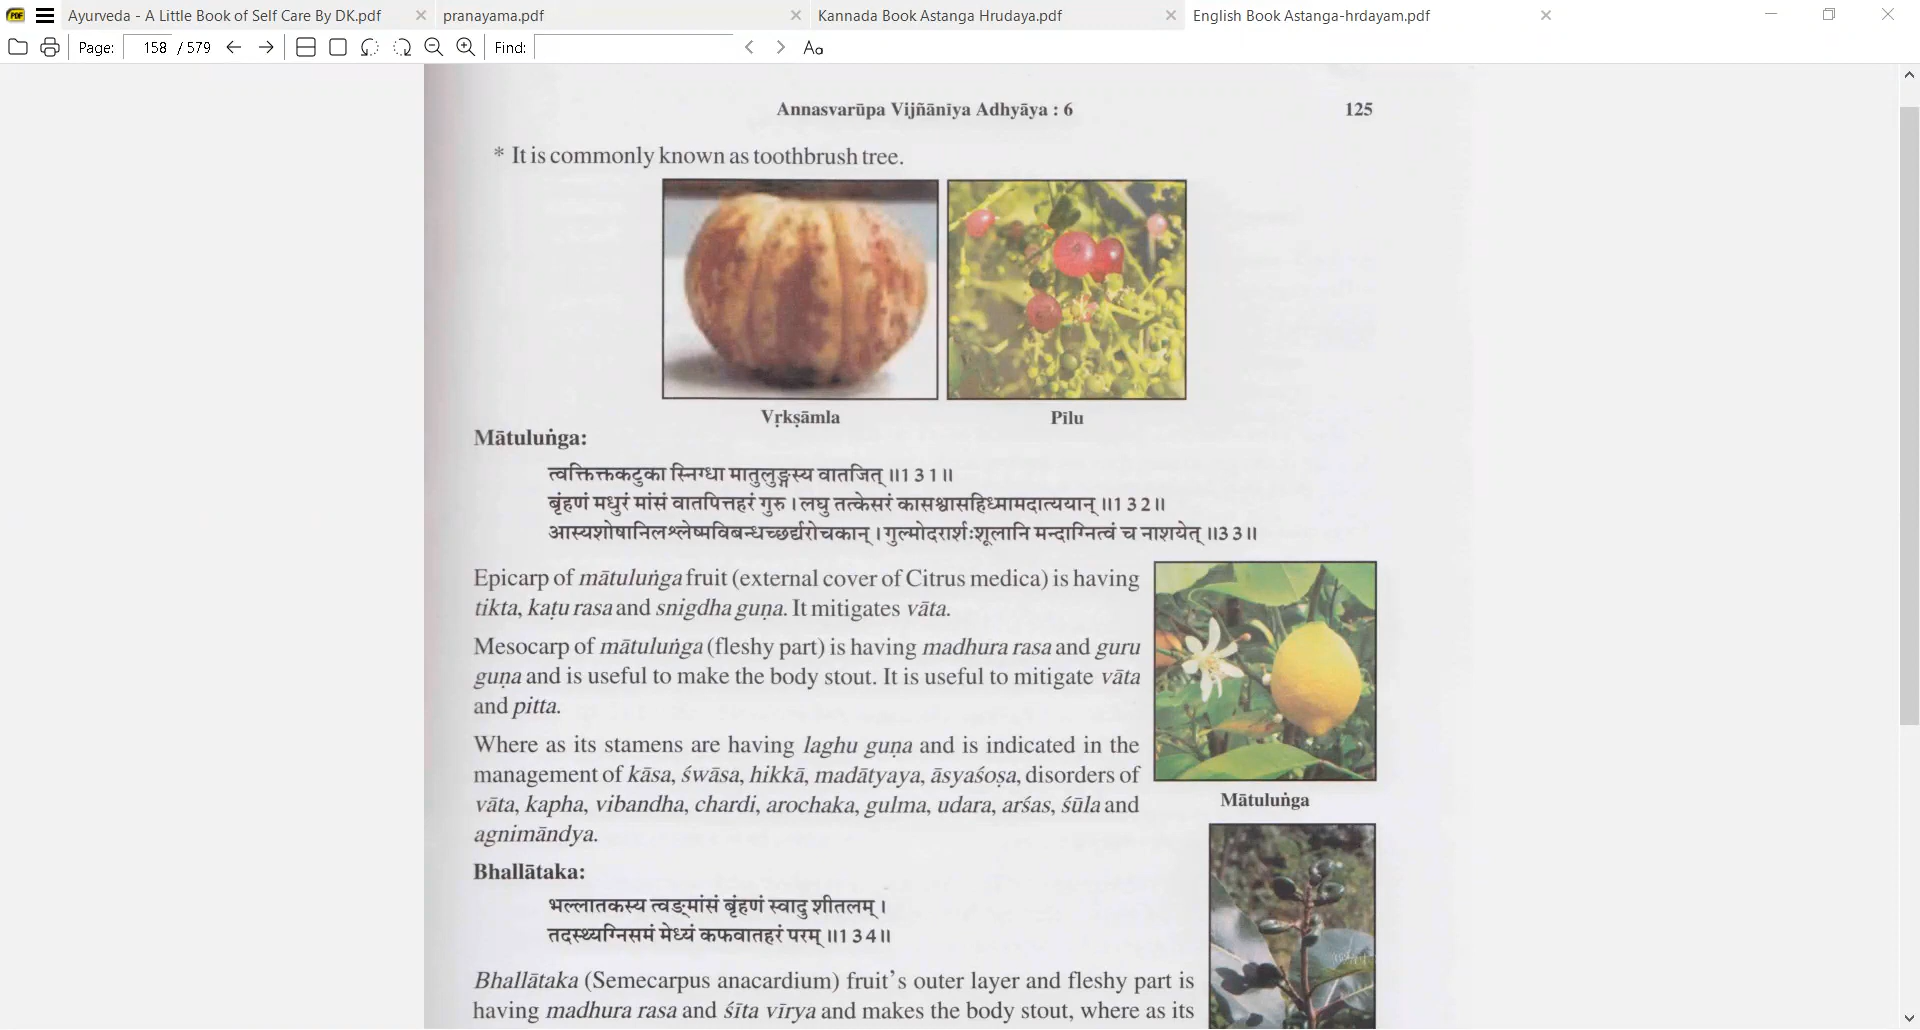 Ayurveda - A Little Book of Self Care By DK.pdf
pranayama.pdf
Kannada Book Astanga Hrudaya.pdf
English Book Astanga-hrdayam.pdf
Page: 158 / 579
Find:
Aa
Annasvarūpa Vijñānīya Adhyāya : 6 125
* It is commonly known as toothbrush tree.
Vṛkṣāmla
Pīlu
Mātuluṅga:
त्वक्तिक्तकटुका स्निग्धा मातुलुङ्गस्य वातजित् ॥131॥
बृंहणं मधुरं मांसं वातपित्तहरं गुरु । लघु तत्केसरं कासश्वासहिध्मामदात्ययान् ॥132॥
आस्यशोषानिलश्लेष्मविबन्धच्छर्द्यरोचकान् । गुल्मोदरार्शःशूलानि मन्दाग्नित्वं च नाशयेत् ॥33॥
Epicarp of mātuluṅga fruit (external cover of Citrus medica) is having
tikta, kaṭu rasa and snigdha guṇa. It mitigates vāta.
Mesocarp of mātuluṅga (fleshy part) is having madhura rasa and guru
guṇa and is useful to make the body stout. It is useful to mitigate vāta
and pitta.
Where as its stamens are having laghu guṇa and is indicated in the
management of kāsa, śwāsa, hikkā, madātyaya, āsyaśoṣa, disorders of
vāta, kapha, vibandha, chardi, arochaka, gulma, udara, arśas, śūla and
agnimāndya.
Mātuluṅga
Bhallātaka:
भल्लातकस्य त्वङ्मांसं बृंहणं स्वादु शीतलम् ।
तदस्थ्यग्निसमं मेध्यं कफवातहरं परम् ॥134॥
Bhallātaka (Semecarpus anacardium) fruit's outer layer and fleshy part is
having madhura rasa and śīta vīrya and makes the body stout, where as its